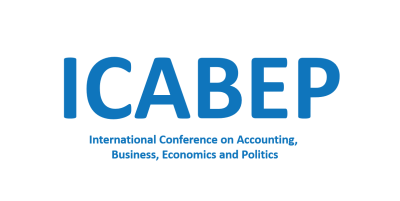 ICABEP
International Conference on Accounting,
Business, Economics and Politics